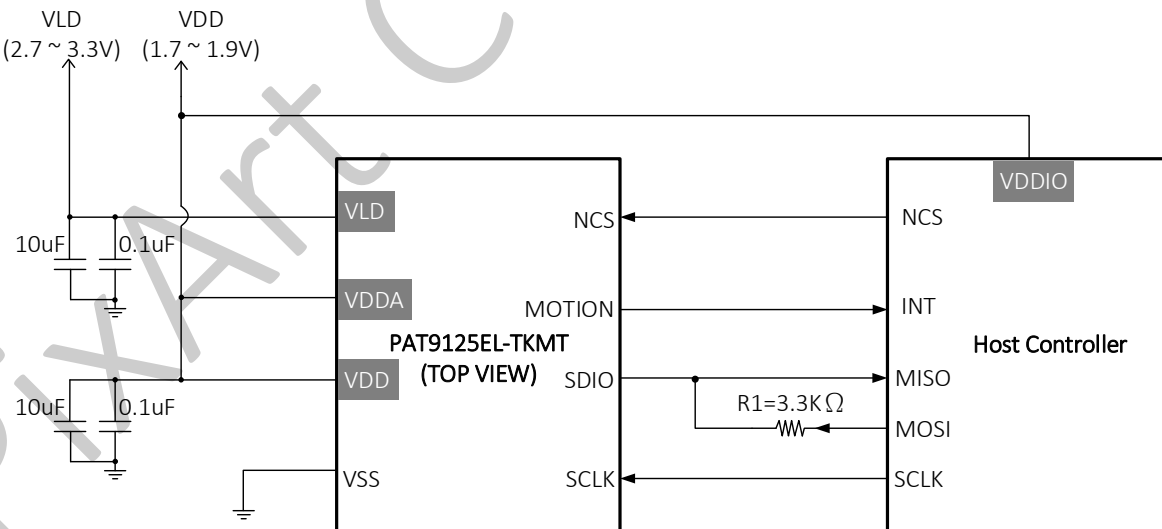 VLD
(2.7 ~ 3.3V)
VDD
(1.7 ~ 1.9V)
PixArt C
VDDIO
VLD
NCS
NCS
10uF
0.1uF
VDDA
MOTION
INT
PAT9125EL-TKMT
(TOP VIEW)
Host Controller
VDD
SDIO
MISO
10uF
0.1uF
R1=3.3KΩ
MOSI
VSS
SCLK
SCLK